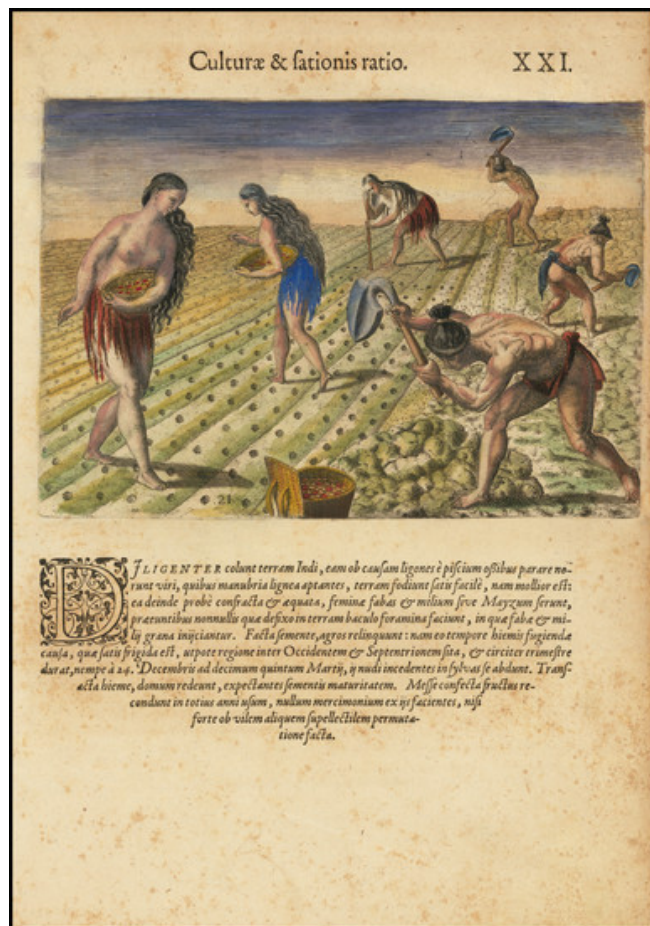 Culturæ & ſationis ratio. XXI.
21.
DILIGENTER colunt terram Indi, eam ob cauſam ligones è piſcium oſsibus parare no-
runt viri, quibus manubria lignea aptantes, terram fodiunt ſatis facilè, nam mollior eſt:
ea deinde probè confracta & æquata, feminæ fabas & milium ſive Mayzum ſerunt,
præeuntibus nonnullis quæ defixo in terram baculo foramina faciunt, in quæ fabæ & mi-
lij grana inijciantur. Facta ſemente, agros relinquunt: nam eo tempore hiemis fugiendæ
cauſa, quæ ſatis frigida eſt, utpote regione inter Occidentem & Septentrionem ſita, & circiter trimeſtre
durat, nempe à 24. Decembris ad decimum quintum Martij, ij nudi incedentes in ſylvas ſe abdunt. Tranſ-
acta hieme, domum redeunt, expectantes ſementis maturitatem. Meſſe confecta fructus re-
condunt in totius anni uſum, nullum mercimonium ex ijs facientes, niſi
forte ob vilem aliquem ſupellectilem permuta-
tione facta.